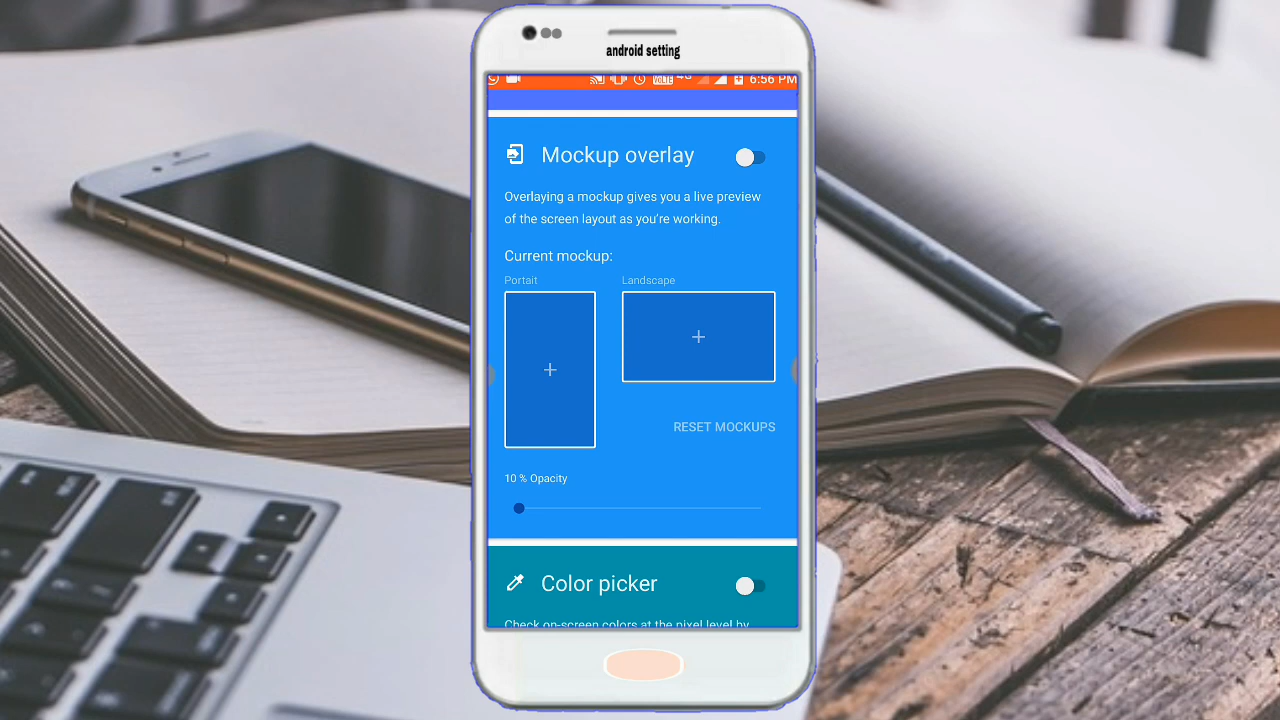 android setting
VoLTE 4G 6:56 PM
Mockup overlay
Overlaying a mockup gives you a live preview
of the screen layout as you're working.
Current mockup:
Portait
Landscape
RESET MOCKUPS
10 % Opacity
Color picker
Check on-screen colors at the pixel level by